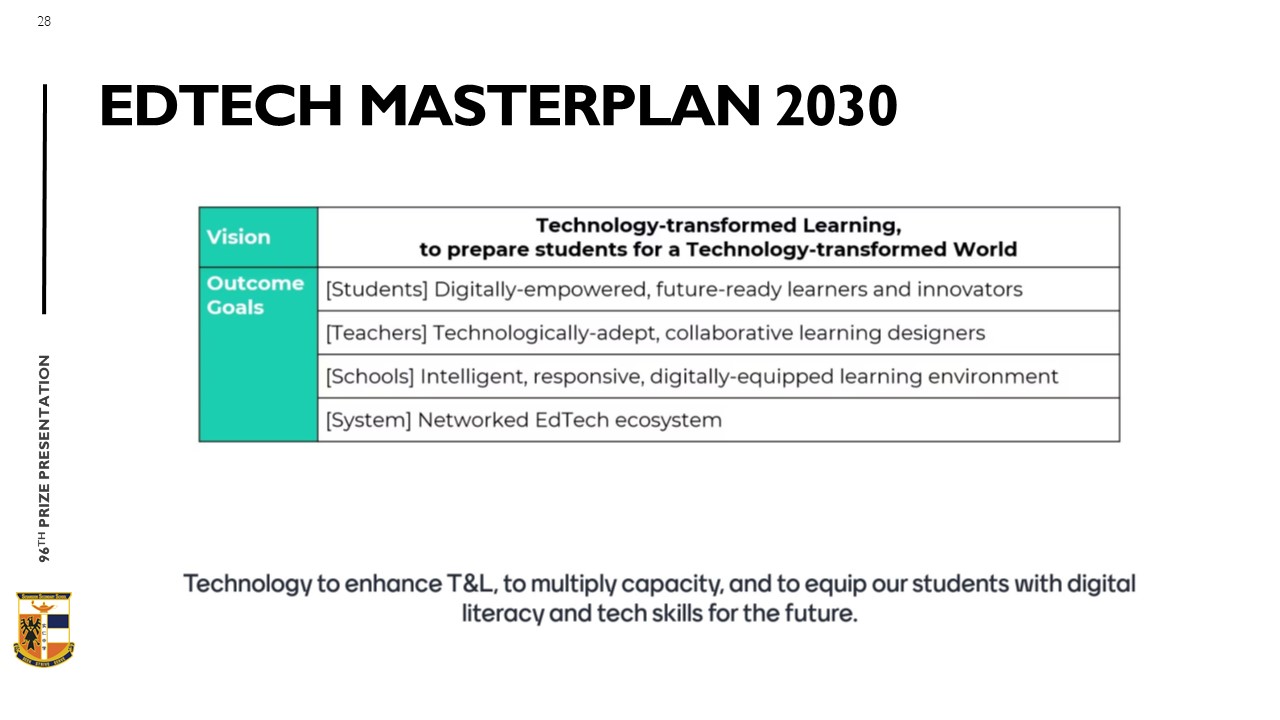 28
EDTECH MASTERPLAN 2030
Vision
Technology-transformed Learning,
to prepare students for a Technology-transformed World
Outcome
Goals
[Students] Digitally-empowered, future-ready learners and innovators
[Teachers] Technologically-adept, collaborative learning designers
[Schools] Intelligent, responsive, digitally-equipped learning environment
[System] Networked EdTech ecosystem
96TH PRIZE PRESENTATION
Technology to enhance T&L, to multiply capacity, and to equip our students with digital
literacy and tech skills for the future.